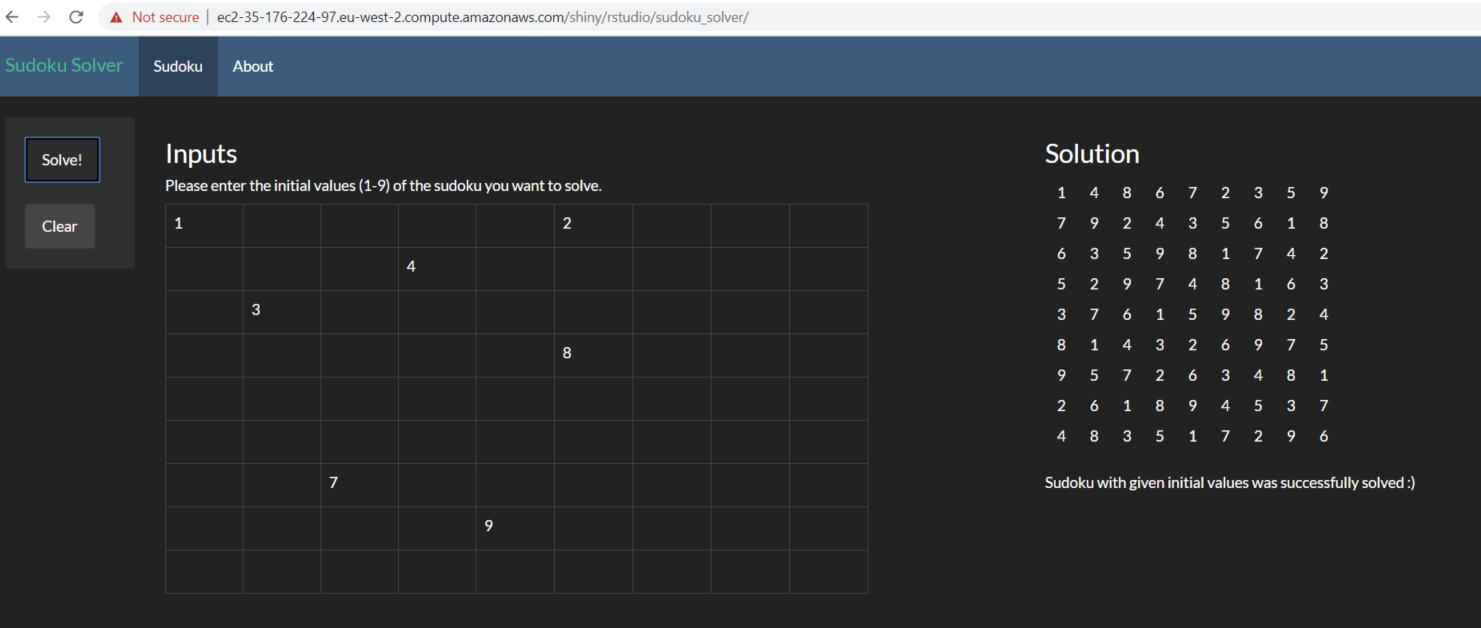 Not secure | ec2-35-176-224-97.eu-west-2.compute.amazonaws.com/shiny/rstudio/sudoku_solver/
Sudoku Solver Sudoku About
Solve!
Clear
Inputs
Please enter the initial values (1-9) of the sudoku you want to solve.
1 2
4
3
8
7
9
Solution
1 4 8 6 7 2 3 5 9
7 9 2 4 3 5 6 1 8
6 3 5 9 8 1 7 4 2
5 2 9 7 4 8 1 6 3
3 7 6 1 5 9 8 2 4
8 1 4 3 2 6 9 7 5
9 5 7 2 6 3 4 8 1
2 6 1 8 9 4 5 3 7
4 8 3 5 1 7 2 9 6
Sudoku with given initial values was successfully solved :)